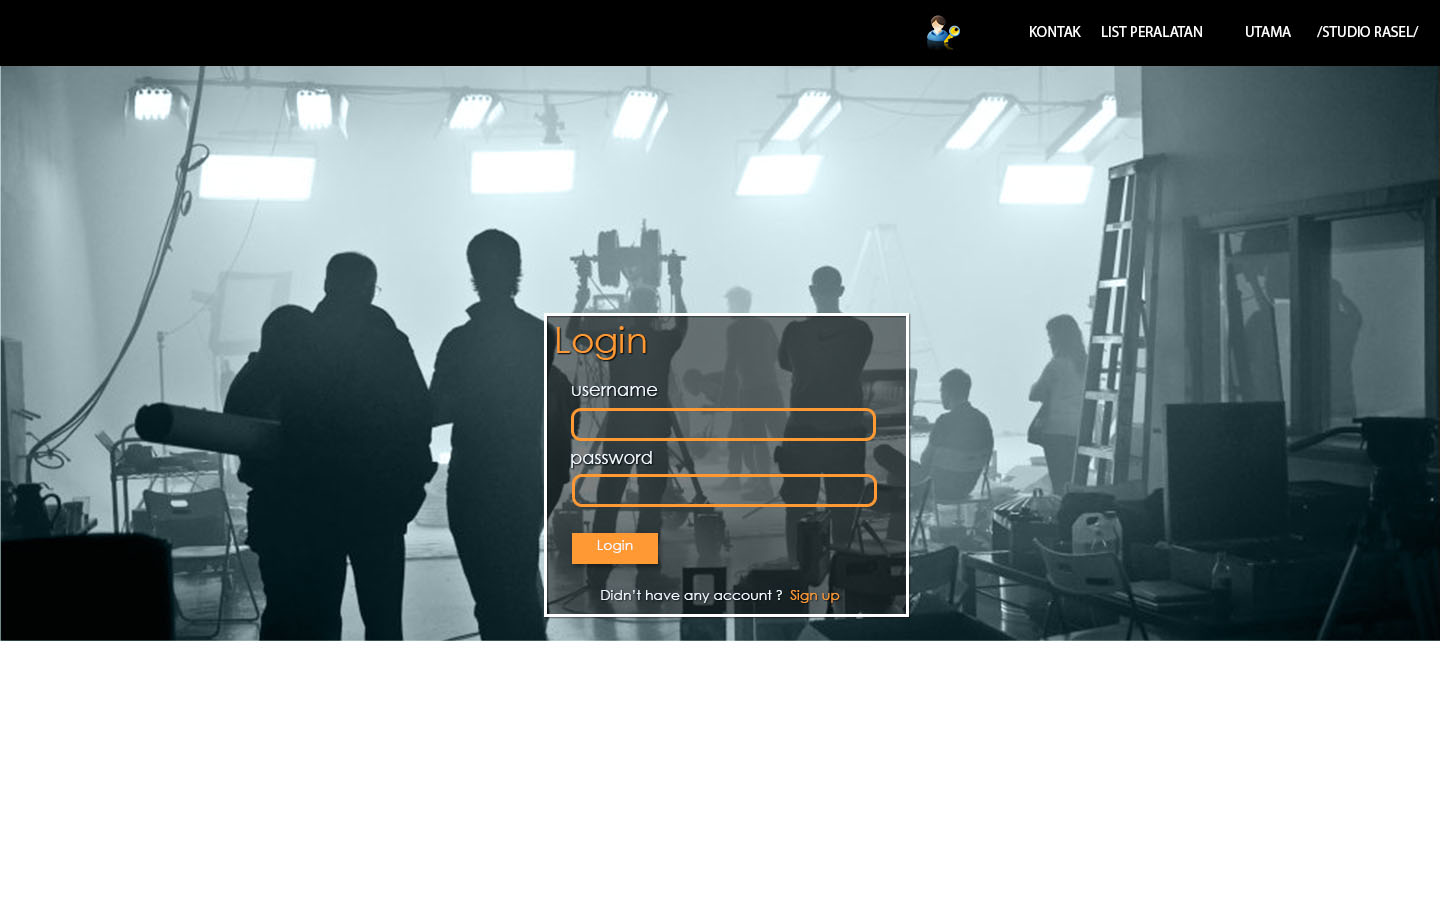 KONTAK LIST PERALATAN UTAMA /STUDIO RASEL/
Login
username
password
Login
Didn't have any account ? Sign up